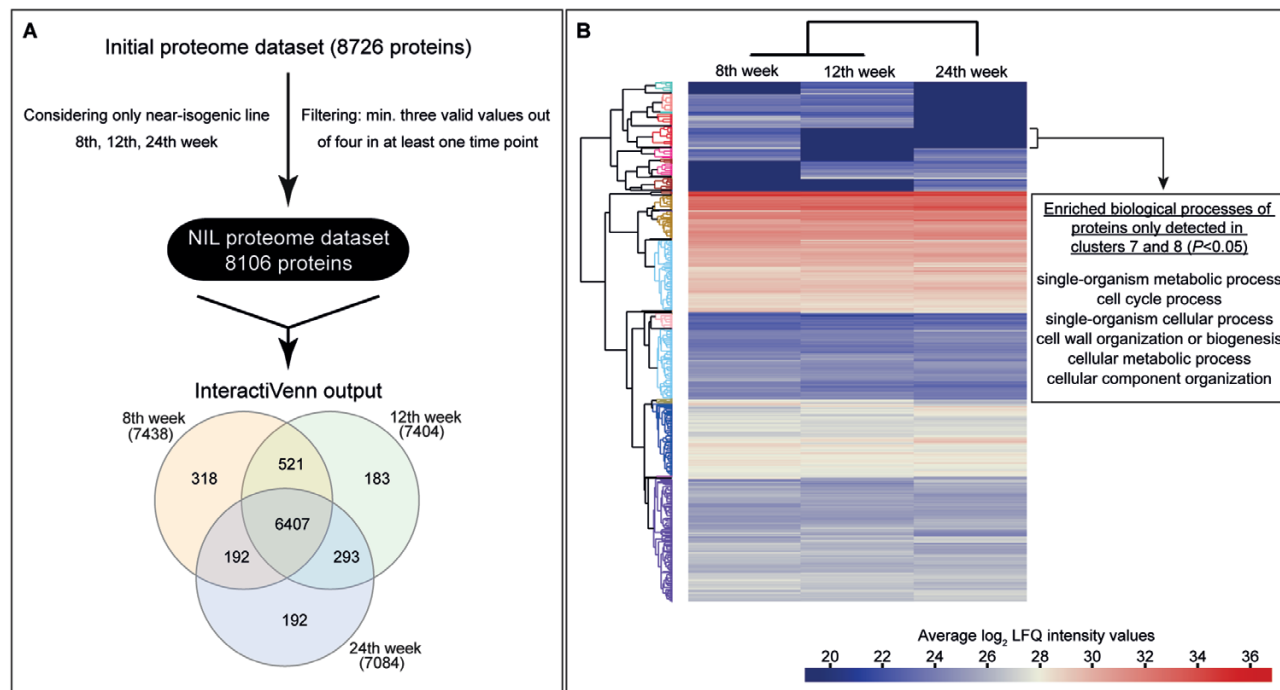 A
Initial proteome dataset (8726 proteins)
Considering only near-isogenic line
8th, 12th, 24th week
Filtering: min. three valid values out
of four in at least one time point
NIL proteome dataset
8106 proteins
InteractiVenn output
8th week
(7438)
12th week
(7404)
318
521
183
6407
192
293
192
24th week
(7084)
B
8th week
12th week
24th week
Enriched biological processes of
proteins only detected in
clusters 7 and 8 (P<0.05)
single-organism metabolic process
cell cycle process
single-organism cellular process
cell wall organization or biogenesis
cellular metabolic process
cellular component organization
Average log2 LFQ intensity values
20 22 24 26 28 30 32 34 36